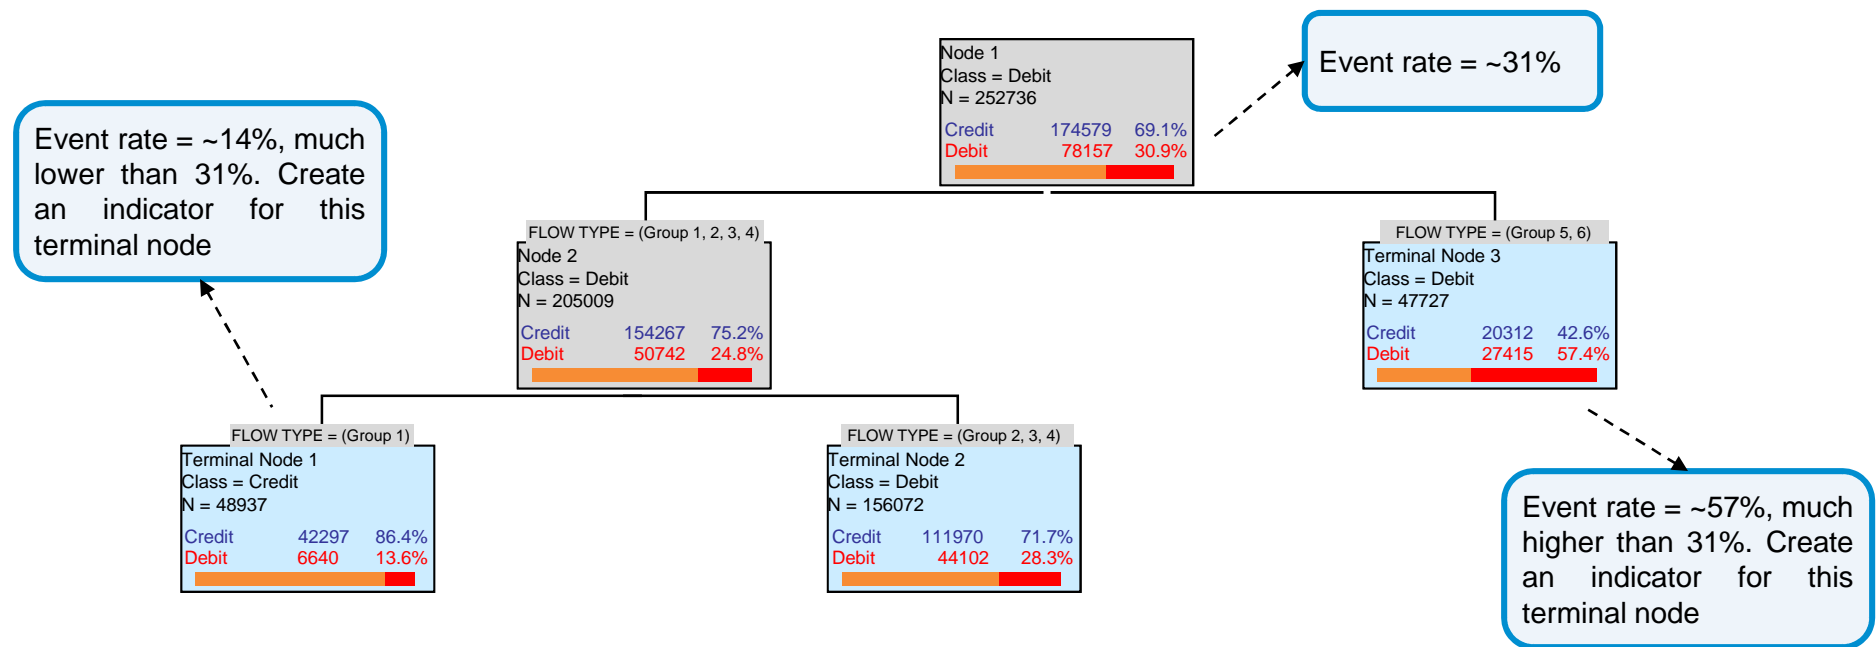 Node 1
Class = Debit
N = 252736
Credit 174579 69.1%
Debit 78157 30.9%
Event rate = ~31%
Event rate = ~14%, much
lower than 31%. Create
an indicator for this
terminal node
FLOW TYPE = (Group 1, 2, 3, 4)
Node 2
Class = Debit
N = 205009
Credit 154267 75.2%
Debit 50742 24.8%
FLOW TYPE = (Group 5, 6)
Terminal Node 3
Class = Debit
N = 47727
Credit 20312 42.6%
Debit 27415 57.4%
FLOW TYPE = (Group 1)
Terminal Node 1
Class = Credit
N = 48937
Credit 42297 86.4%
Debit 6640 13.6%
FLOW TYPE = (Group 2, 3, 4)
Terminal Node 2
Class = Debit
N = 156072
Credit 111970 71.7%
Debit 44102 28.3%
Event rate = ~57%, much
higher than 31%. Create
an indicator for this
terminal node